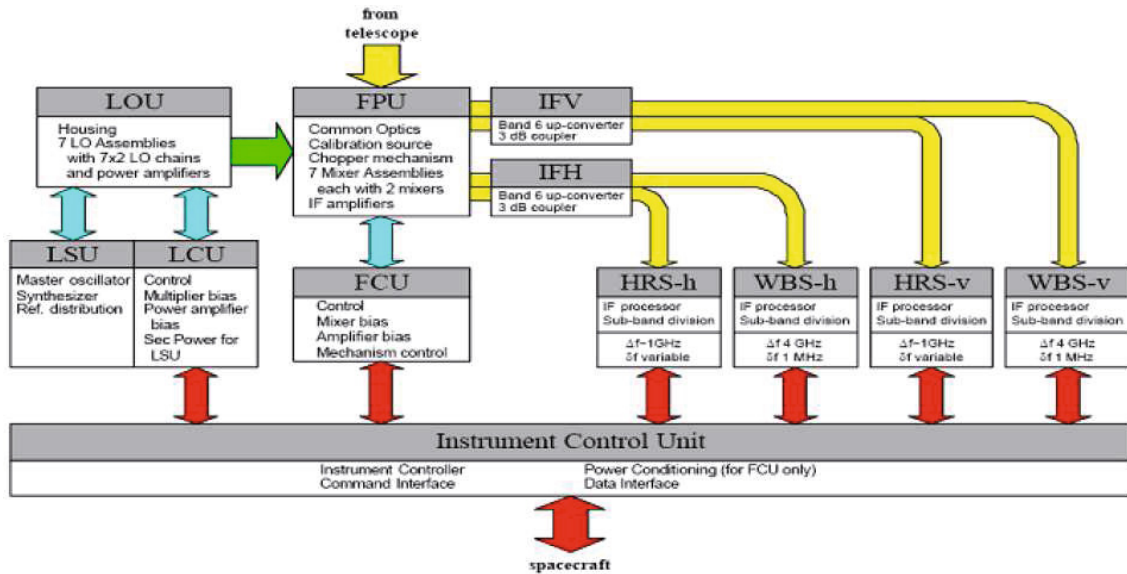 from
telescope
LOU
Housing
7 LO Assemblies
with 7x2 LO chains
and power amplifiers
FPU
Common Optics
Calibration source
Chopper mechanism
7 Mixer Assemblies
each with 2 mixers
IF amplifiers
IFV
Band 6 up-converter
3 dB coupler
IFH
Band 6 up-converter
3 dB coupler
LSU
Master oscillator
Synthesizer
Ref. distribution
LCU
Control
Multiplier bias
Power amplifier
bias
Sec Power for
LSU
FCU
Control
Mixer bias
Amplifier bias
Mechanism control
HRS-h
IF processor
Sub-band division
Δf~1GHz
δf variable
WBS-h
IF processor
Sub-band division
Δf 4 GHz
δf 1 MHz
HRS-v
IF processor
Sub-band division
Δf~1GHz
δf variable
WBS-v
IF processor
Sub-band division
Δf 4 GHz
δf 1 MHz
Instrument Control Unit
Instrument Controller
Command Interface
Power Conditioning (for FCU only)
Data Interface
spacecraft